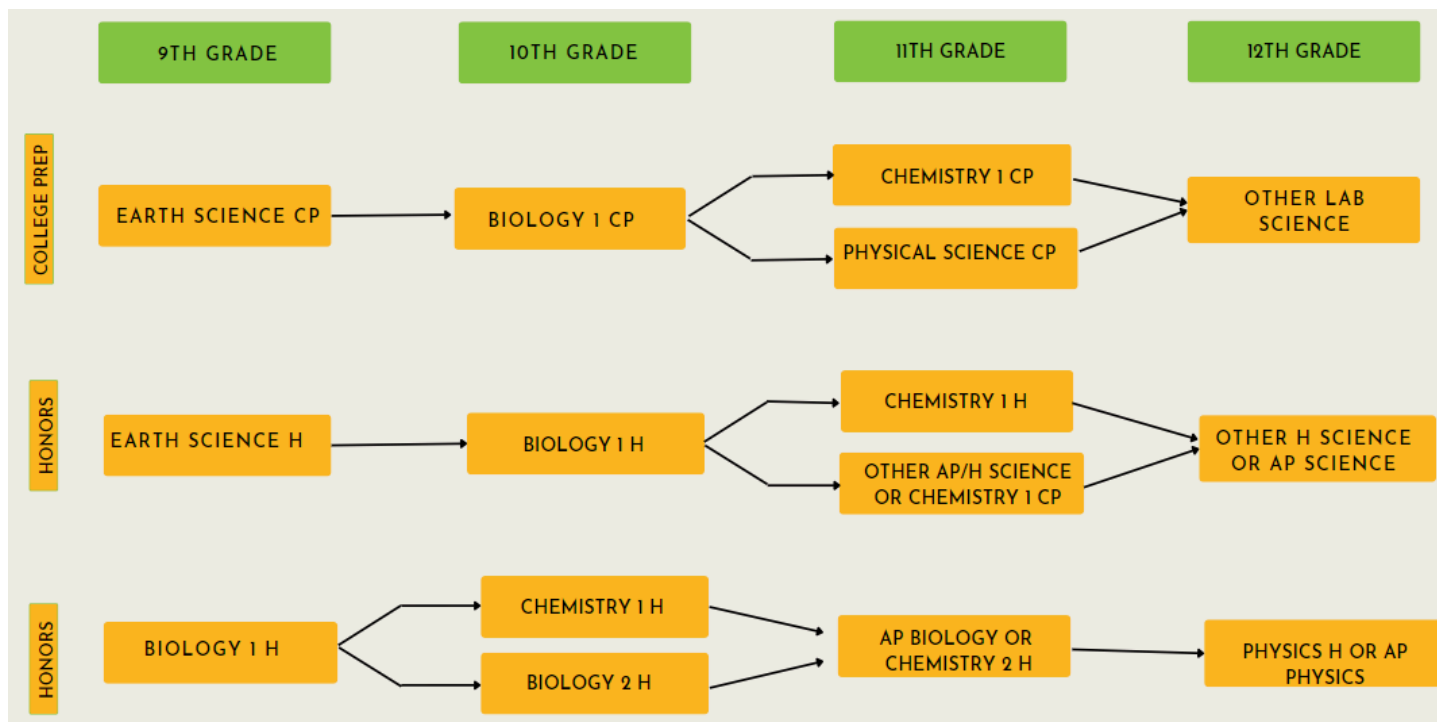 9TH GRADE
10TH GRADE
11TH GRADE
12TH GRADE
COLLEGE PREP
EARTH SCIENCE CP
BIOLOGY 1 CP
CHEMISTRY 1 CP
PHYSICAL SCIENCE CP
OTHER LAB
SCIENCE
HONORS
EARTH SCIENCE H
BIOLOGY 1 H
CHEMISTRY 1 H
OTHER AP/H SCIENCE
OR CHEMISTRY 1 CP
OTHER H SCIENCE
OR AP SCIENCE
HONORS
BIOLOGY 1 H
CHEMISTRY 1 H
BIOLOGY 2 H
AP BIOLOGY OR
CHEMISTRY 2 H
PHYSICS H OR AP
PHYSICS